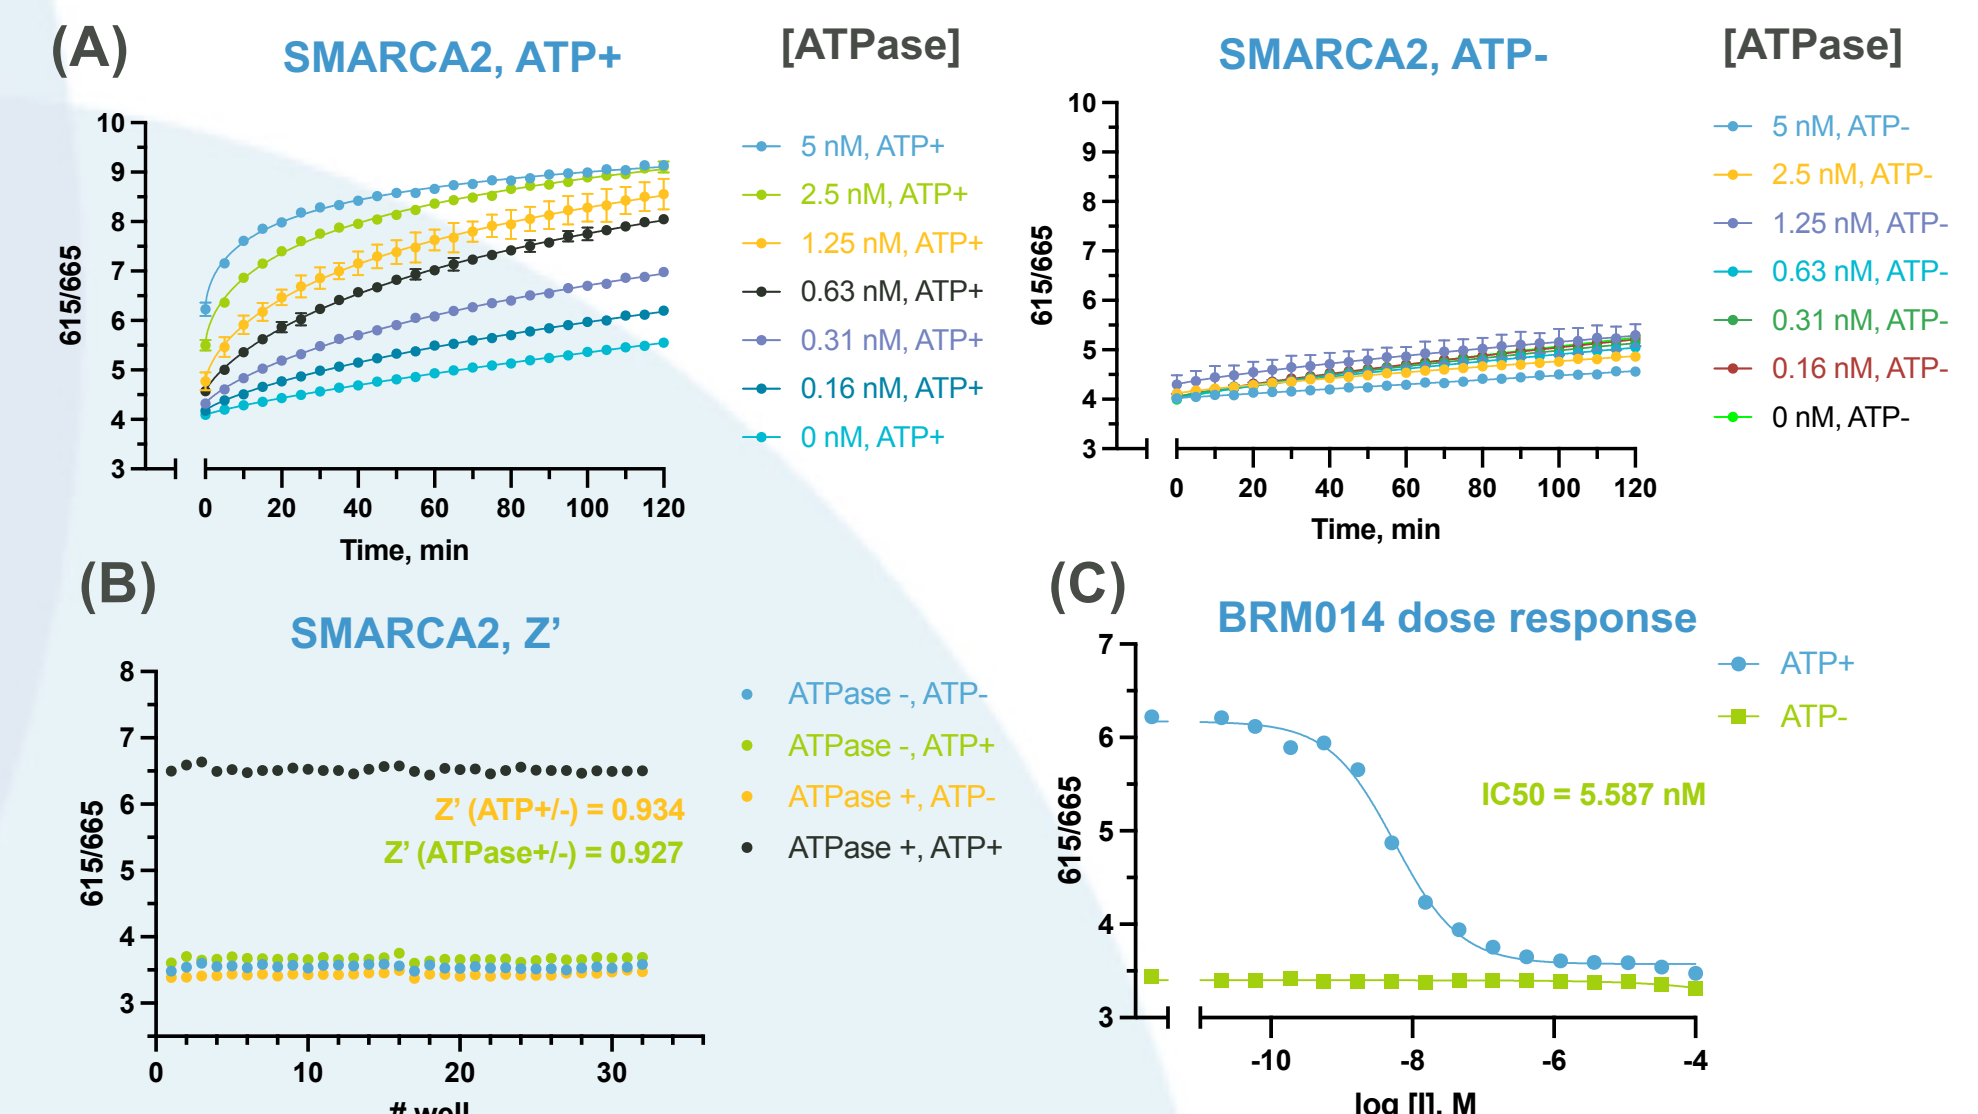 (A)
SMARCA2, ATP+
[ATPase]
10
9
8
7
6
5
4
3
615/665
0 20 40 60 80 100 120
Time, min
5 nM, ATP+
2.5 nM, ATP+
1.25 nM, ATP+
0.63 nM, ATP+
0.31 nM, ATP+
0.16 nM, ATP+
0 nM, ATP+
SMARCA2, ATP-
[ATPase]
10
9
8
7
6
5
4
3
615/665
0 20 40 60 80 100 120
Time, min
5 nM, ATP-
2.5 nM, ATP-
1.25 nM, ATP-
0.63 nM, ATP-
0.31 nM, ATP-
0.16 nM, ATP-
0 nM, ATP-
(B)
SMARCA2, Z’
8
7
6
5
4
3
615/665
Z’ (ATP+/-) = 0.934
Z’ (ATPase+/-) = 0.927
0 10 20 30
# well
ATPase -, ATP-
ATPase -, ATP+
ATPase +, ATP-
ATPase +, ATP+
(C)
BRM014 dose response
7
6
5
4
3
615/665
IC50 = 5.587 nM
-10 -8 -6 -4
log [I], M
ATP+
ATP-